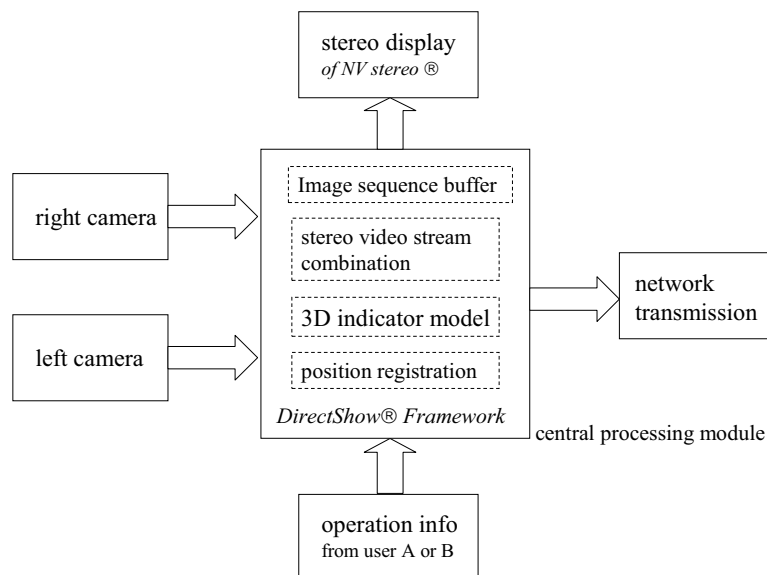 stereo display
of NV stereo ®
Image sequence buffer
right camera
stereo video stream
combination
network
transmission
3D indicator model
left camera
position registration
DirectShow® Framework
central processing module
operation info
from user A or B